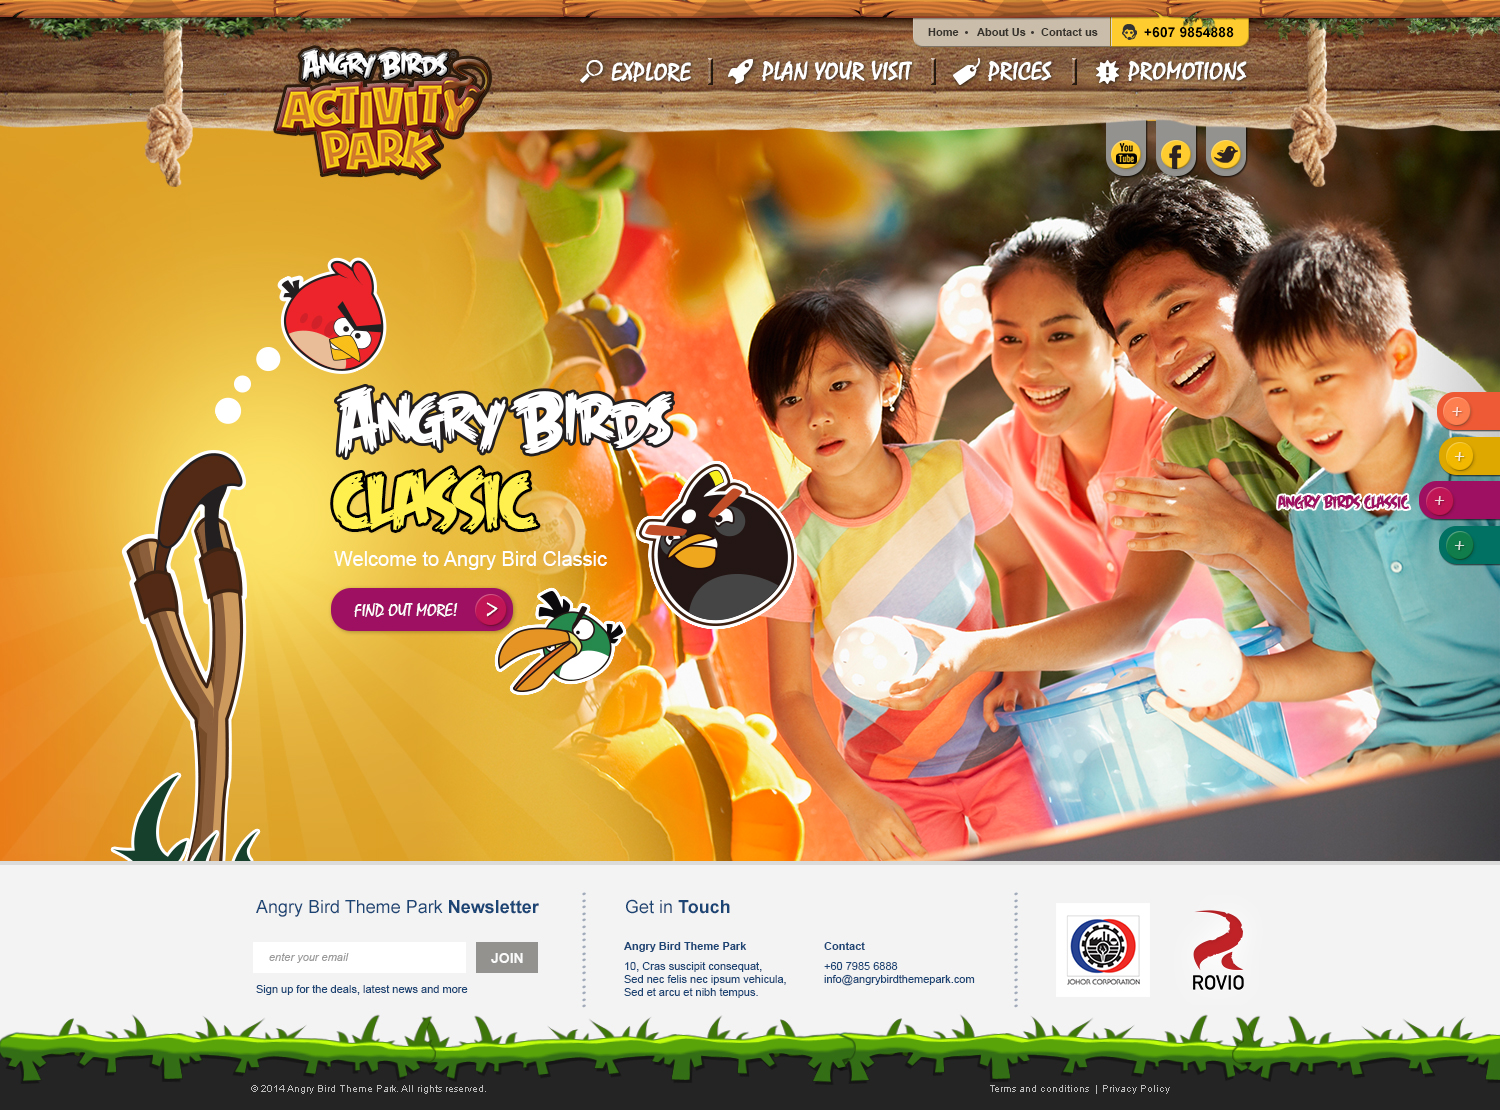 Home • About Us • Contact us
+607 9854888
ANGRY BIRDS
ACTIVITY
PARK
EXPLORE
PLAN YOUR VISIT
PRICES
PROMOTIONS
You
Tube
f
ANGRY BIRDS
CLASSIC
Welcome to Angry Bird Classic
FIND OUT MORE!
ANGRY BIRDS CLASSIC
Angry Bird Theme Park Newsletter
enter your email
JOIN
Sign up for the deals, latest news and more
Get in Touch
Angry Bird Theme Park
10, Cras suscipit consequat,
Sed nec felis nec ipsum vehicula,
Sed et arcu et nibh tempus.
Contact
+60 7985 6888
info@angrybirdthemepark.com
JOHOR CORPORATION
ROVIO
© 2014 Angry Bird Theme Park. All rights reserved.
Terms and conditions | Privacy Policy